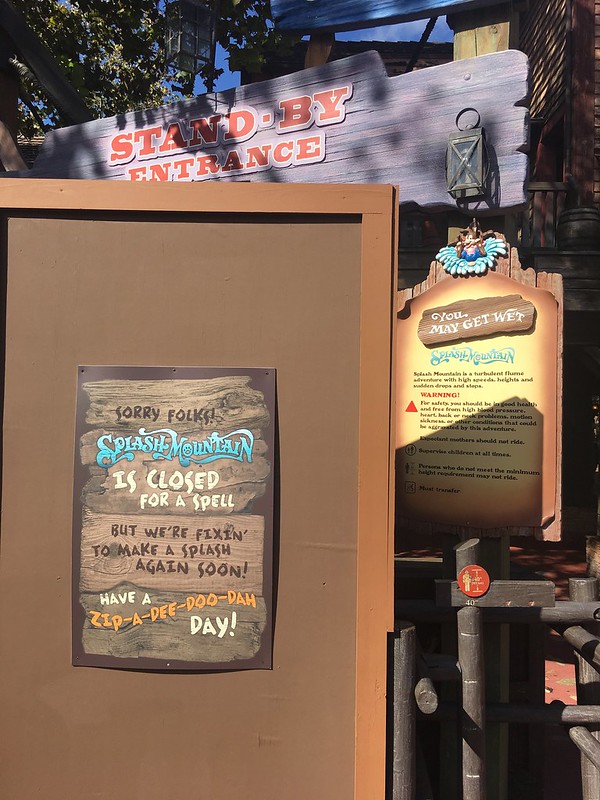 STAND-BY
ENTRANCE
SORRY FOLKS!
SPLASH MOUNTAIN
IS CLOSED
FOR A SPELL
BUT WE'RE FIXIN'
TO MAKE A SPLASH
AGAIN SOON!
HAVE A
ZIP-A-DEE-DOO-DAH
DAY!
YOU
MAY GET WET
SPLASH MOUNTAIN
Splash Mountain is a turbulent flume
adventure with high speeds, heights and
sudden drops and stops.
WARNING!
For safety, you should be in good health
and free from high blood pressure,
heart, back or neck problems, motion
sickness, or other conditions that could
be aggravated by this adventure.
Expectant mothers should not ride.
Supervise children at all times.
Persons who do not meet the minimum
height requirement may not ride.
Must transfer
40"